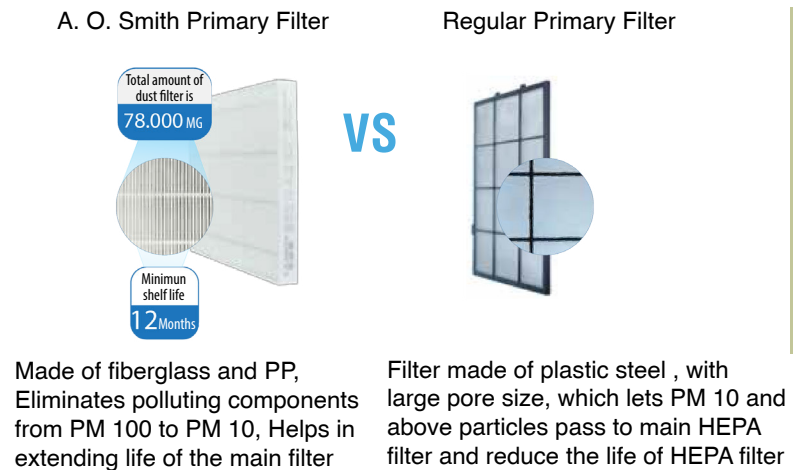 A. O. Smith Primary Filter
Regular Primary Filter
Total amount of
dust filter is
78.000 MG
VS
Minimun
shelf life
12 Months
Made of fiberglass and PP,
Eliminates polluting components
from PM 100 to PM 10, Helps in
extending life of the main filter
Filter made of plastic steel , with
large pore size, which lets PM 10 and
above particles pass to main HEPA
filter and reduce the life of HEPA filter